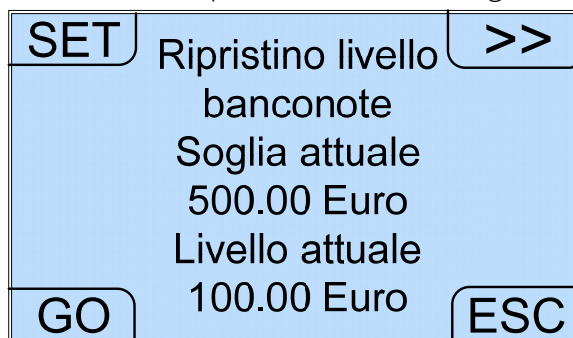 SET
>>
Ripristino livello
banconote
Soglia attuale
500.00 Euro
Livello attuale
100.00 Euro
GO
ESC